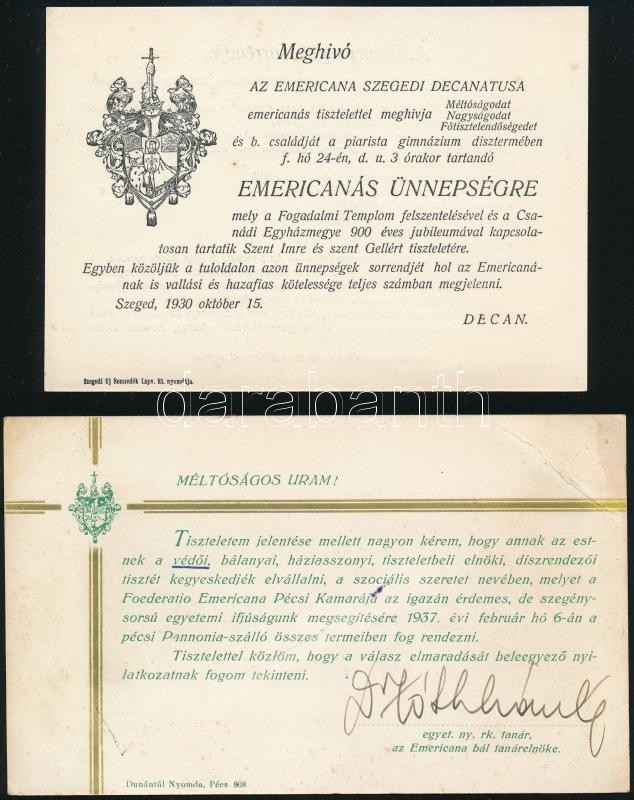 Meghivó
AZ EMERICANA SZEGEDI DECANATUSA
emericanás tisztelettel meghivja Méltóságodat
Nagyságodat
Főtisztelendőségedet
és b. családját a piarista gimnázium disztermében
f. hó 24-én, d. u. 3 órakor tartandó
EMERICANÁS ÜNNEPSÉGRE
mely a Fogadalmi Templom felszentelésével és a Csa-
nádi Egyházmegye 900 éves jubileumával kapcsola-
tosan tartatik Szent Imre és szent Gellért tiszteletére.
Egyben közöljük a tuloldalon azon ünnepségek sorrendjét hol az Emericaná-
nak is vallási és hazafias kötelessége teljes számban megjelenni.
Szeged, 1930 október 15.
DECAN.
Szegedi Uj Nemzedék Lapv. Rt. nyomdája.
darabanth
MÉLTÓSÁGOS URAM!
Tiszteletem jelentése mellett nagyon kérem, hogy annak az est-
nek a védői, bálanyai, háziasszonyi, tiszteletbeli elnöki, díszrendezői
tisztét kegyeskedjék elvállalni, a szociális szeretet nevében, melyet a
Foederatio Emericana Pécsi Kamarája az igazán érdemes, de szegény-
sorsú egyetemi ifjúságunk megsegítésére 1937. évi február hó 6-án a
pécsi Pannonia-szálló összes termeiben fog rendezni.
Tisztelettel közlöm, hogy a válasz elmaradását beleegyező nyi-
latkozatnak fogom tekinteni.
egyet. ny. rk. tanár,
az Emericana bál tanárelnöke.
Dunántúl Nyomda, Pécs 808